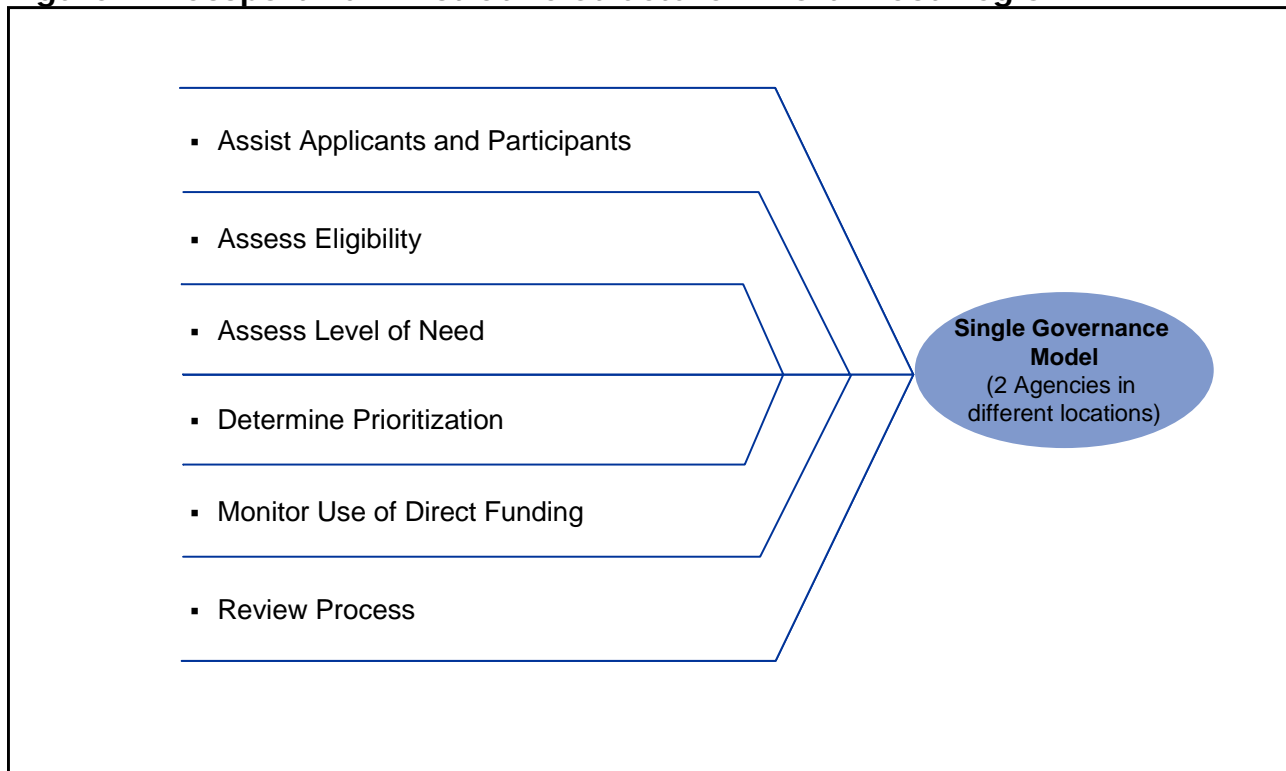 ▪ Assist Applicants and Participants
▪ Assess Eligibility
▪ Assess Level of Need
▪ Determine Prioritization
▪ Monitor Use of Direct Funding
▪ Review Process
Single Governance
Model
(2 Agencies in
different locations)